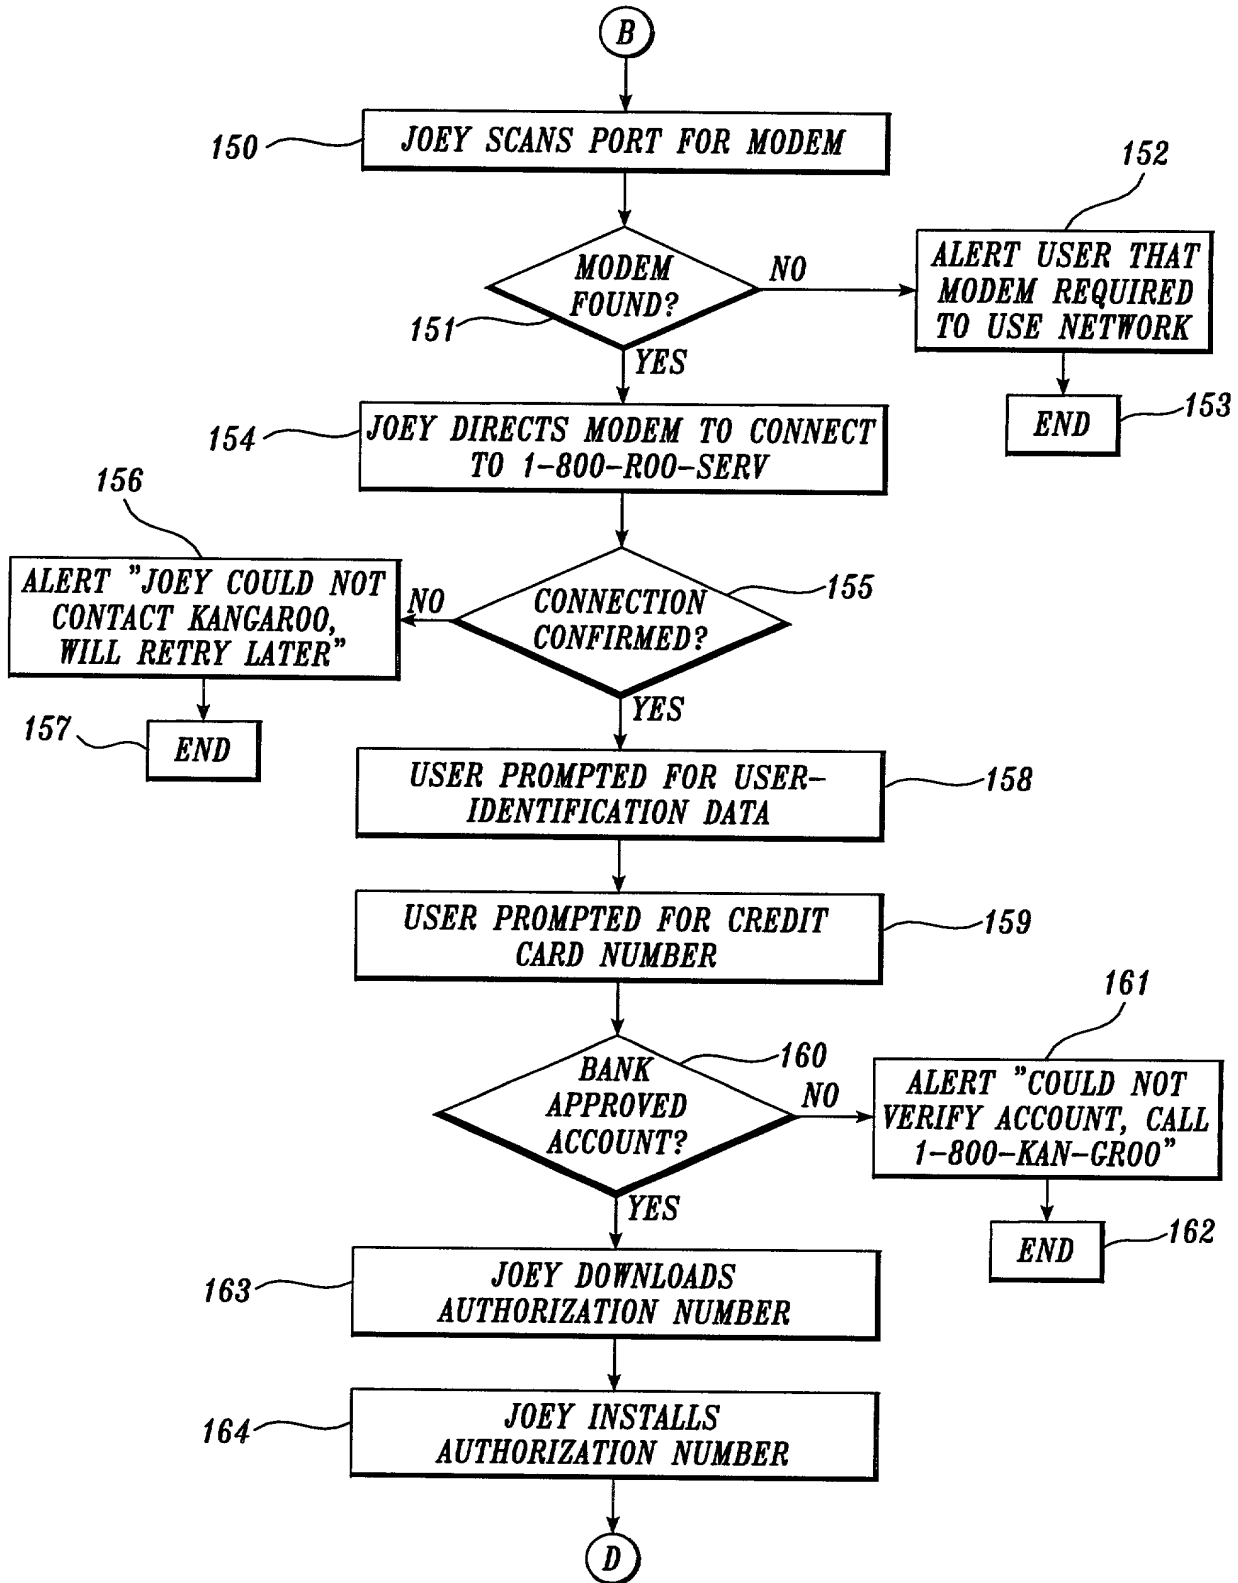 B
150
JOEY SCANS PORT FOR MODEM
152
MODEM
FOUND?
151
NO
ALERT USER THAT
MODEM REQUIRED
TO USE NETWORK
YES
END
153
154
JOEY DIRECTS MODEM TO CONNECT
TO 1-800-ROO-SERV
156
ALERT "JOEY COULD NOT
CONTACT KANGAROO,
WILL RETRY LATER"
NO
CONNECTION
CONFIRMED?
155
YES
157
END
USER PROMPTED FOR USER-
IDENTIFICATION DATA
158
USER PROMPTED FOR CREDIT
CARD NUMBER
159
161
BANK
APPROVED
ACCOUNT?
160
NO
ALERT "COULD NOT
VERIFY ACCOUNT, CALL
1-800-KAN-GROO"
YES
END
162
163
JOEY DOWNLOADS
AUTHORIZATION NUMBER
164
JOEY INSTALLS
AUTHORIZATION NUMBER
D